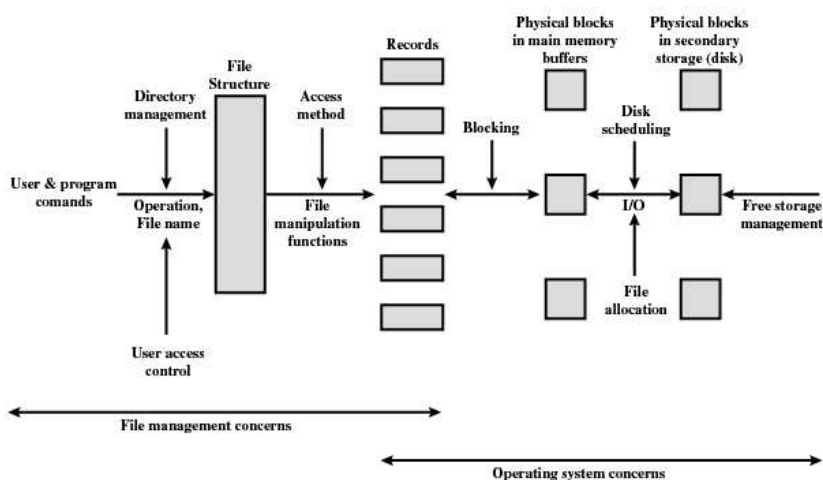 Records
Physical blocks
in main memory
buffers
Physical blocks
in secondary
storage (disk)
File
Structure
Directory
management
Access
method
Blocking
Disk
scheduling
User & program
comands
Operation,
File name
File
manipulation
functions
I/O
Free storage
management
File
allocation
User access
control
File management concerns
Operating system concerns